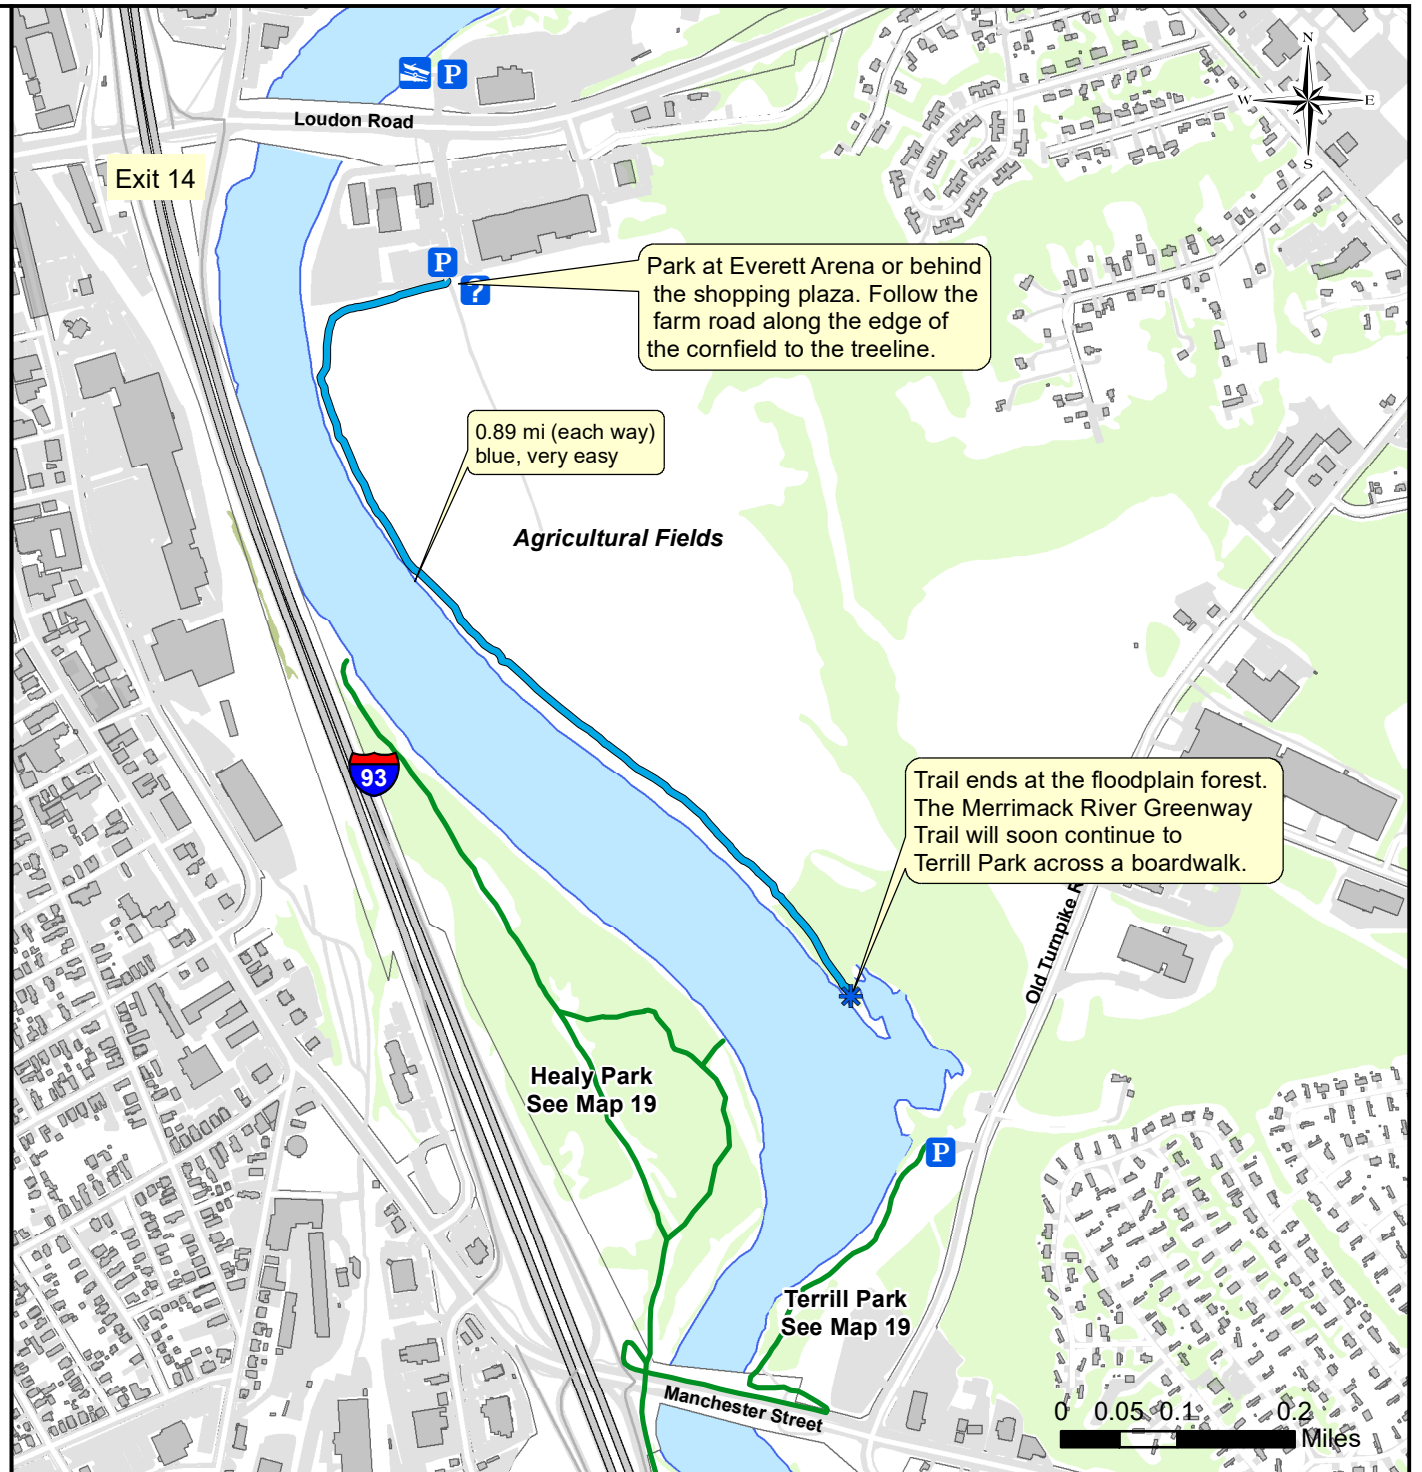 N
W E
S
P
Loudon Road
Exit 14
P
?
Park at Everett Arena or behind
the shopping plaza. Follow the
farm road along the edge of
the cornfield to the treeline.
0.89 mi (each way)
blue, very easy
Agricultural Fields
93
Trail ends at the floodplain forest.
The Merrimack River Greenway
Trail will soon continue to
Terrill Park across a boardwalk.
Old Turnpike R
Healy Park
See Map 19
P
Terrill Park
See Map 19
Manchester Street
0 0.05 0.1 0.2
Miles